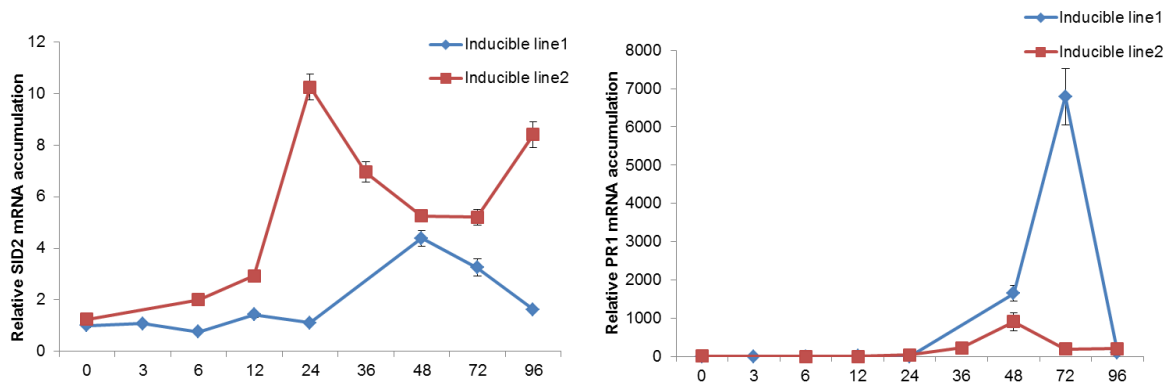 Relative SID2 mRNA accumulation
12
10
8
6
4
2
0
0 3 6 12 24 36 48 72 96
Inducible line1
Inducible line2
Relative PR1 mRNA accumulation
8000
7000
6000
5000
4000
3000
2000
1000
0
0 3 6 12 24 36 48 72 96
Inducible line1
Inducible line2